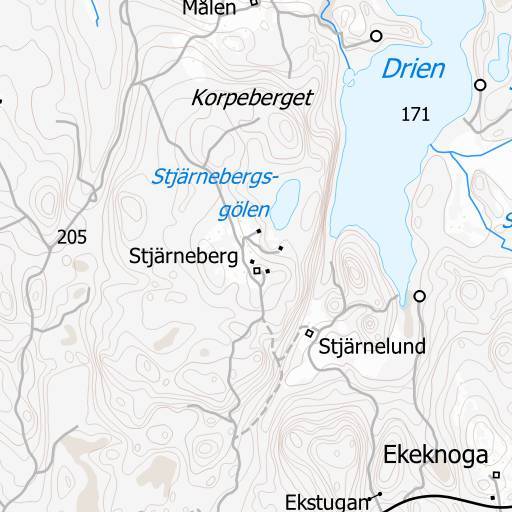 Målen
Drien
Korpeberget
171
Stjärnebergs-
gölen
205
Stjärneberg
Stjärnelund
Ekeknoga
Ekstugan